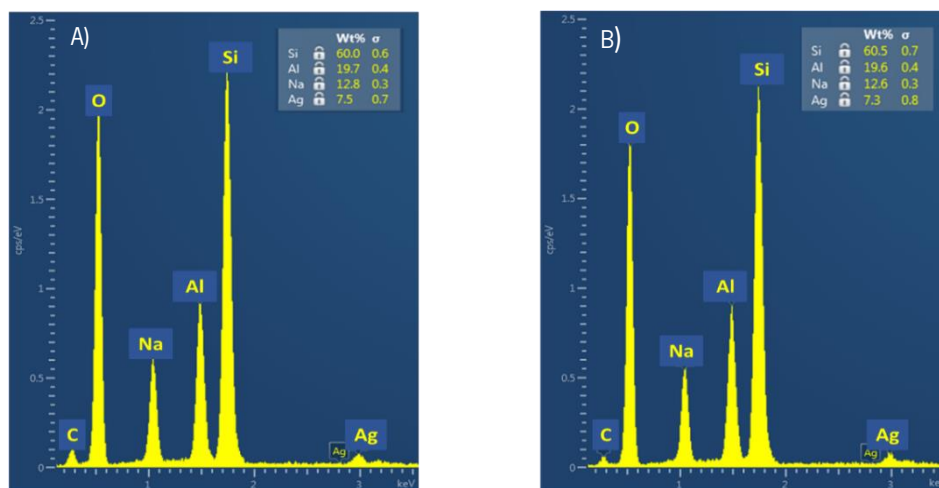 A)
Wt% σ
Si 60.0 0.6
Al 19.7 0.4
Na 12.8 0.3
Ag 7.5 0.7
2.5
2
1.5
1
0.5
0
cps/eV
C
O
Na
Al
Si
Ag
Ag
1
2
3
keV
B)
Wt% σ
Si 60.5 0.7
Al 19.6 0.4
Na 12.6 0.3
Ag 7.3 0.8
2.5
2
1.5
1
0.5
0
cps/eV
C
O
Na
Al
Si
Ag
Ag
1
2
3
keV